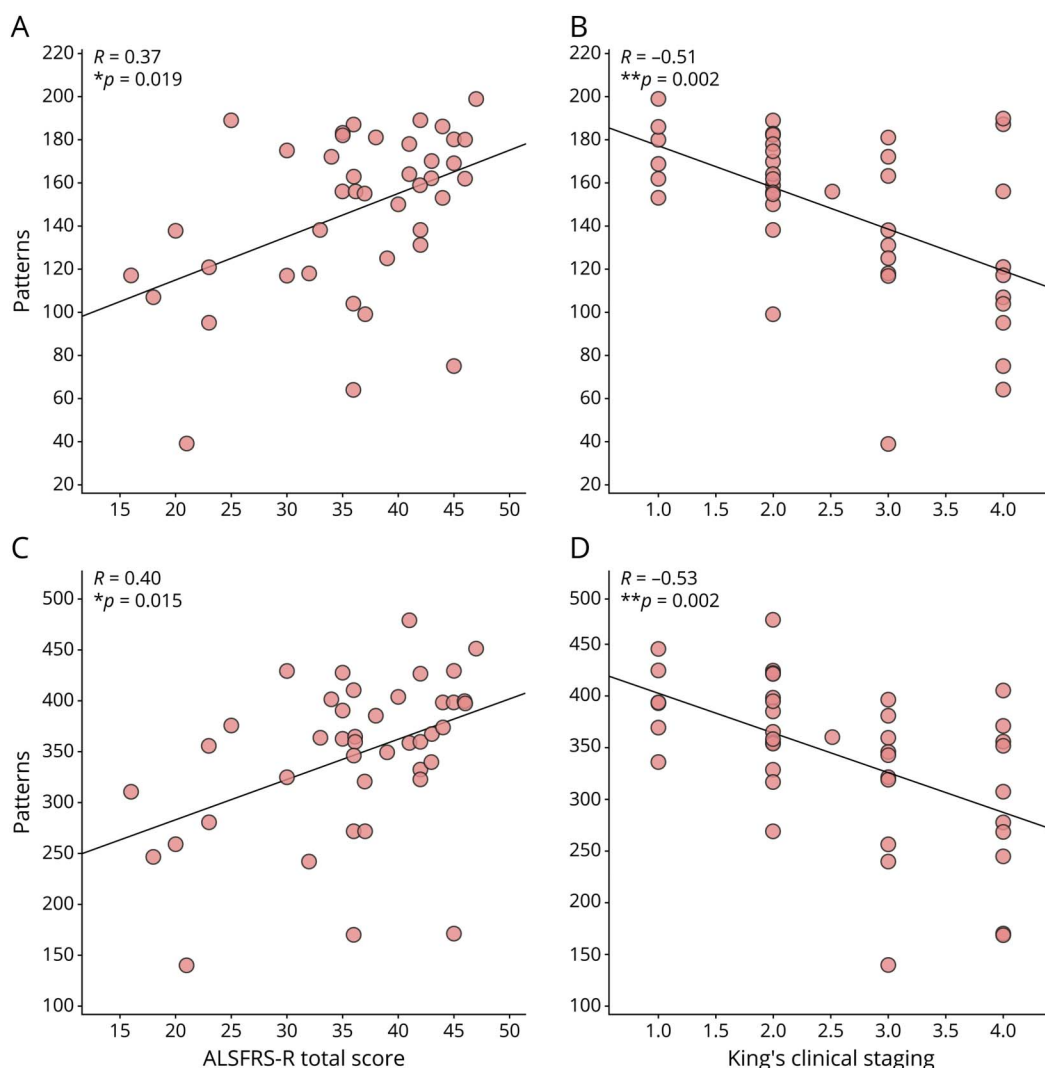 A
R = 0.37
*p = 0.019
220
200
180
160
140
120
100
80
60
40
20
Patterns
15 20 25 30 35 40 45 50
B
R = –0.51
**p = 0.002
220
200
180
160
140
120
100
80
60
40
20
1.0 1.5 2.0 2.5 3.0 3.5 4.0
C
R = 0.40
*p = 0.015
500
450
400
350
300
250
200
150
100
Patterns
15 20 25 30 35 40 45 50
ALSFRS-R total score
D
R = –0.53
**p = 0.002
500
450
400
350
300
250
200
150
100
1.0 1.5 2.0 2.5 3.0 3.5 4.0
King's clinical staging